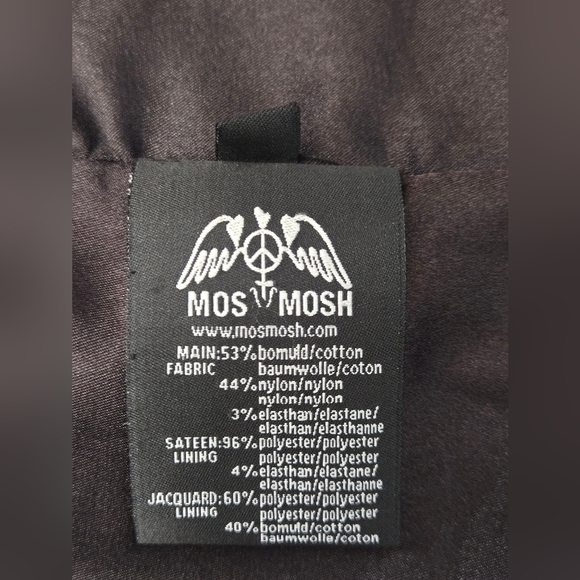 MOS MOSH
www.mosmosh.com
MAIN:53% bomuld/cotton
FABRIC baumwolle/coton
44% nylon/nylon
nylon/nylon
3% elasthan/elastane/
elasthan/elasthanne
SATEEN:96% polyester/polyester
LINING polyester/polyester
4% elasthan/elastane/
elasthan/elasthanne
JACQUARD:60% polyester/polyester
LINING polyester/polyester
40% bomuld/cotton
baumwolle/coton